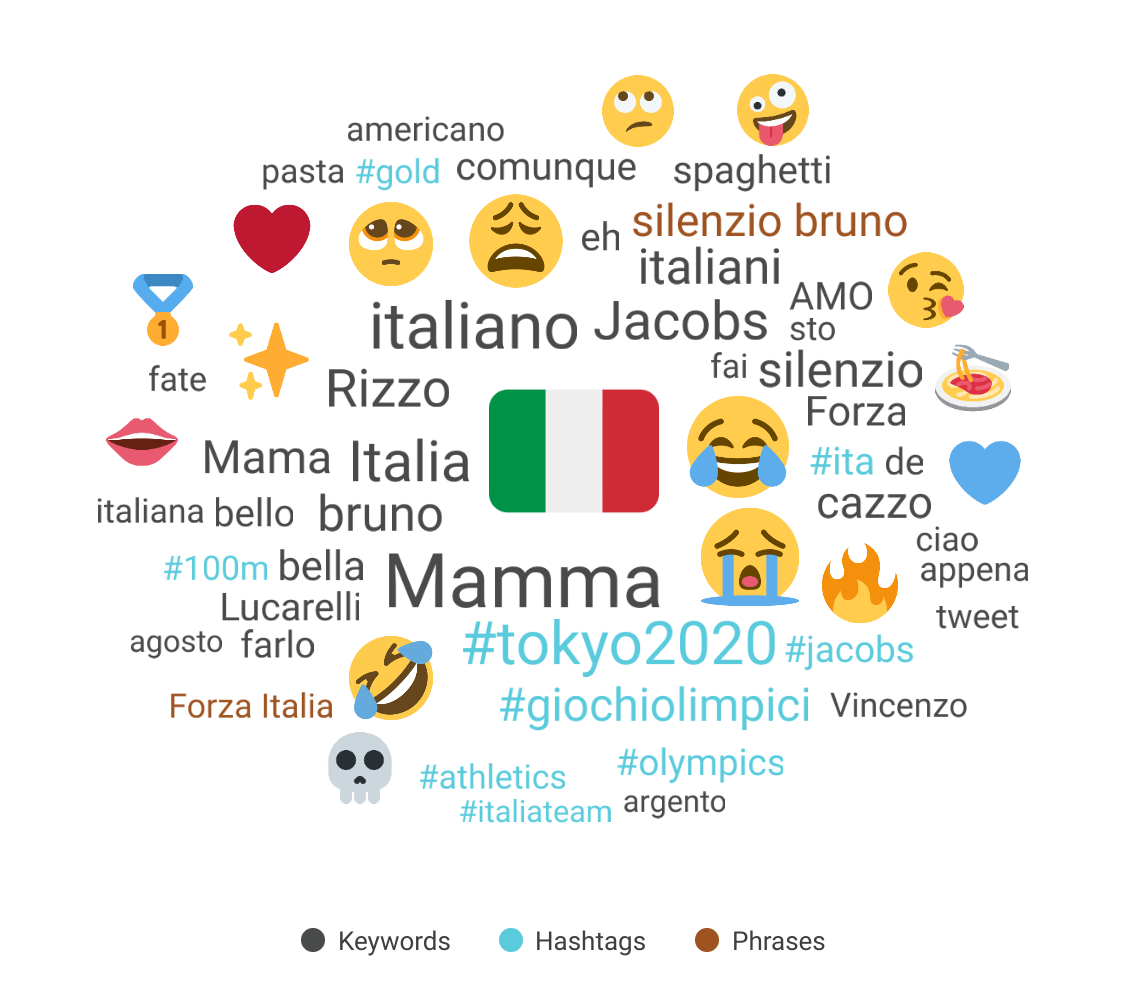 americano
pasta #gold comunque spaghetti
eh silenzio bruno
italiani
AMO
italiano Jacobs sto
fate Rizzo fai silenzio
Forza
Mama Italia #ita de
italiana bello bruno cazzo
ciao
#100m bella Mamma appena
Lucarelli tweet
agosto farlo #tokyo2020 #jacobs
Forza Italia #giochiolimpici Vincenzo
#athletics #olympics
#italiateam argento
1
Keywords Hashtags Phrases